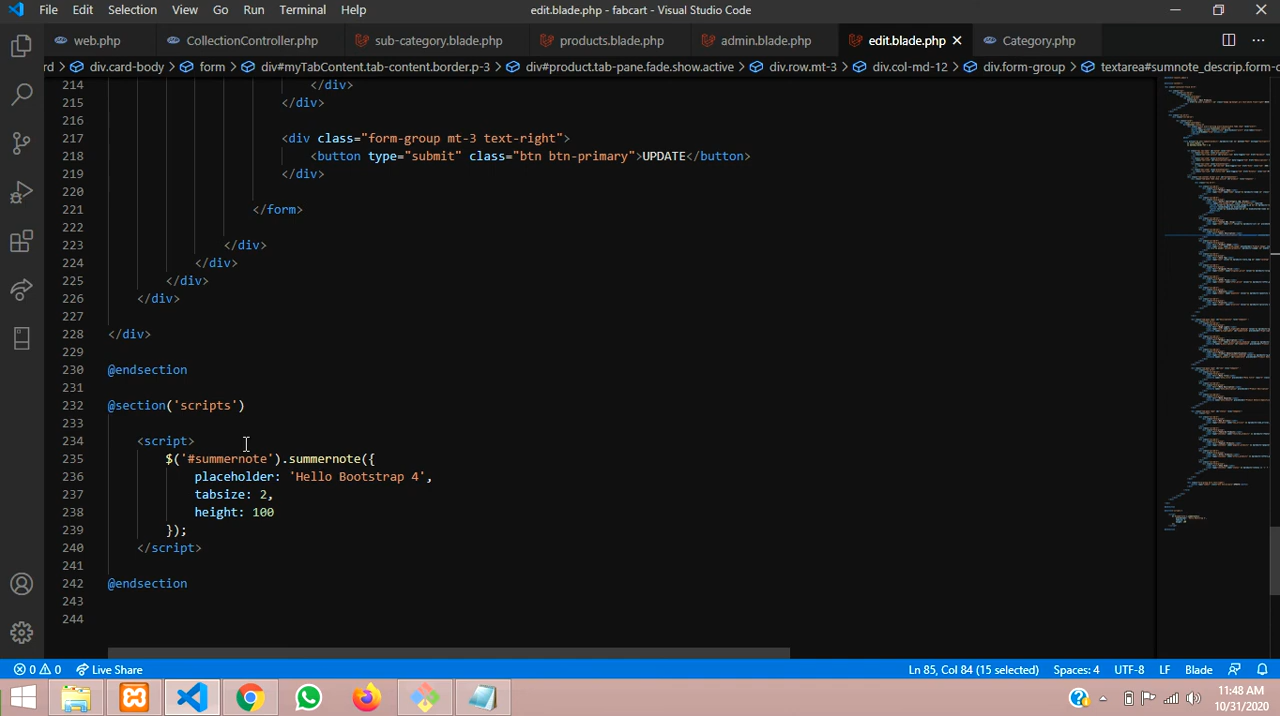 File Edit Selection View Go Run Terminal Help edit.blade.php - fabcart - Visual Studio Code
web.php CollectionController.php sub-category.blade.php products.blade.php admin.blade.php edit.blade.php Category.php
rd > div.card-body > form > div#myTabContent.tab-content.border.p-3 > div#product.tab-pane.fade.show.active > div.row.mt-3 > div.col-md-12 > div.form-group > textarea#sumnote_descrip.form-c
214 </div>
215 </div>
216
217 <div class="form-group mt-3 text-right">
218 <button type="submit" class="btn btn-primary">UPDATE</button>
219 </div>
220
221 </form>
222
223 </div>
224 </div>
225 </div>
226 </div>
227
228 </div>
229
230 @endsection
231
232 @section('scripts')
233
234 <script>
235 $('#summernote').summernote({
236 placeholder: 'Hello Bootstrap 4',
237 tabsize: 2,
238 height: 100
239 });
240 </script>
241
242 @endsection
243
244
0 0 Live Share Ln 85, Col 84 (15 selected) Spaces: 4 UTF-8 LF Blade
11:48 AM
10/31/2020